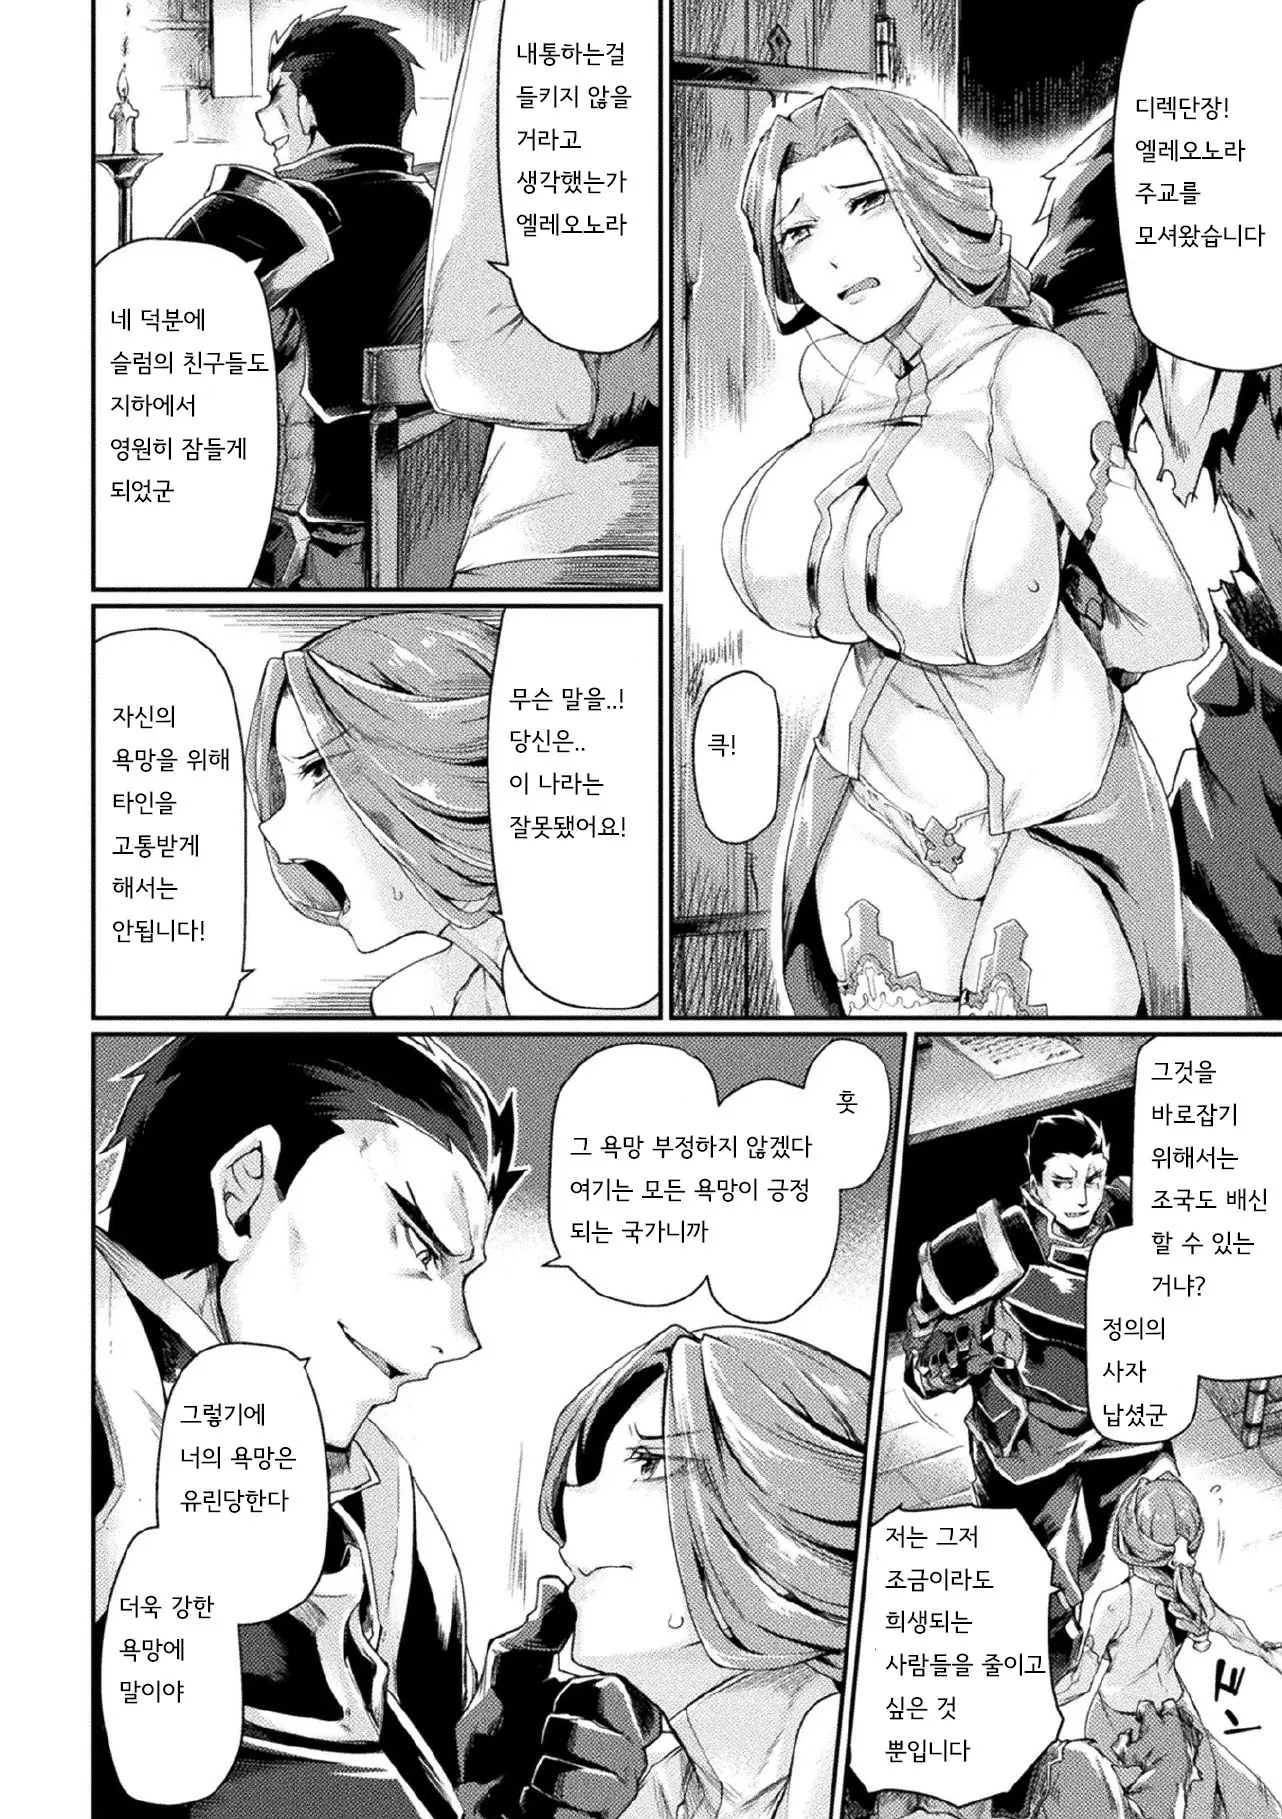 디렉단장!
엘레오노라
주교를
모셔왔습니다
큭!
내통하는걸
들키지 않을
거라고
생각했는가
엘레오노라
네 덕분에
슬럼의 친구들도
지하에서
영원히 잠들게
되었군
무슨 말을..!
당신은..
이 나라는
잘못됐어요!
자신의
욕망을 위해
타인을
고통받게
해서는
안됩니다!
그것을
바로잡기
위해서는
조국도 배신
할 수 있는
거냐?
정의의
사자
납셨군
저는 그저
조금이라도
희생되는
사람들을 줄이고
싶은 것
뿐입니다
훗
그 욕망 부정하지 않겠다
여기는 모든 욕망이 긍정
되는 국가니까
그렇기에
너의 욕망은
유린당한다
더욱 강한
욕망에
말이야